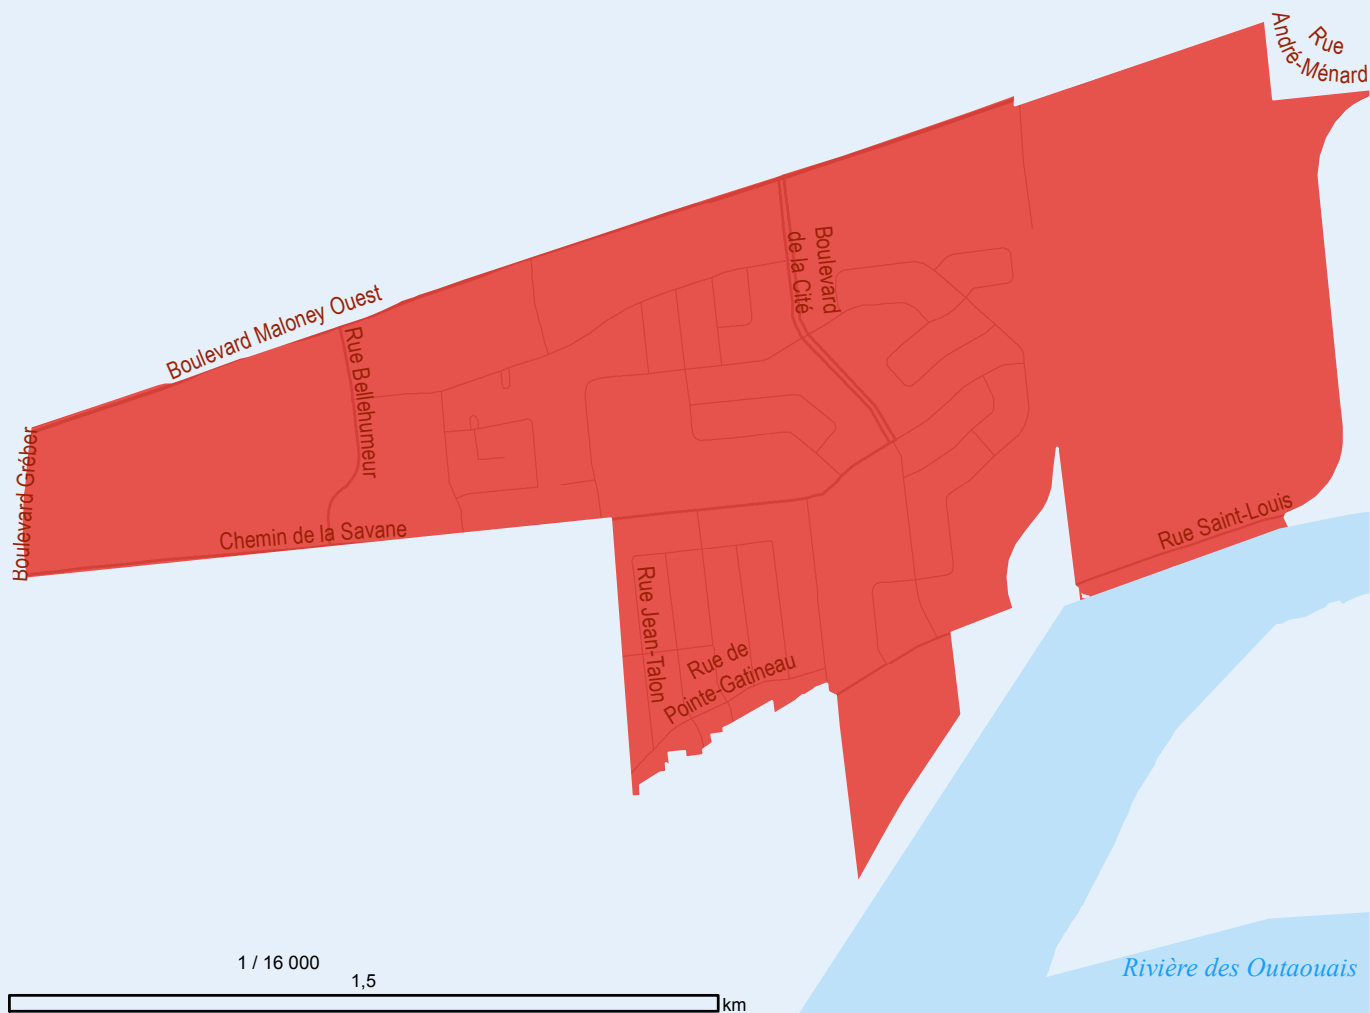 Rue
André-Ménard
Boulevard
de la Cité
Boulevard Maloney Ouest
Rue Bellehumeur
Boulevard Gréber
Chemin de la Savane
Rue Saint-Louis
Rue Jean-Talon
Rue de
Pointe-Gatineau
Rivière des Outaouais
1 / 16 000
1,5
km